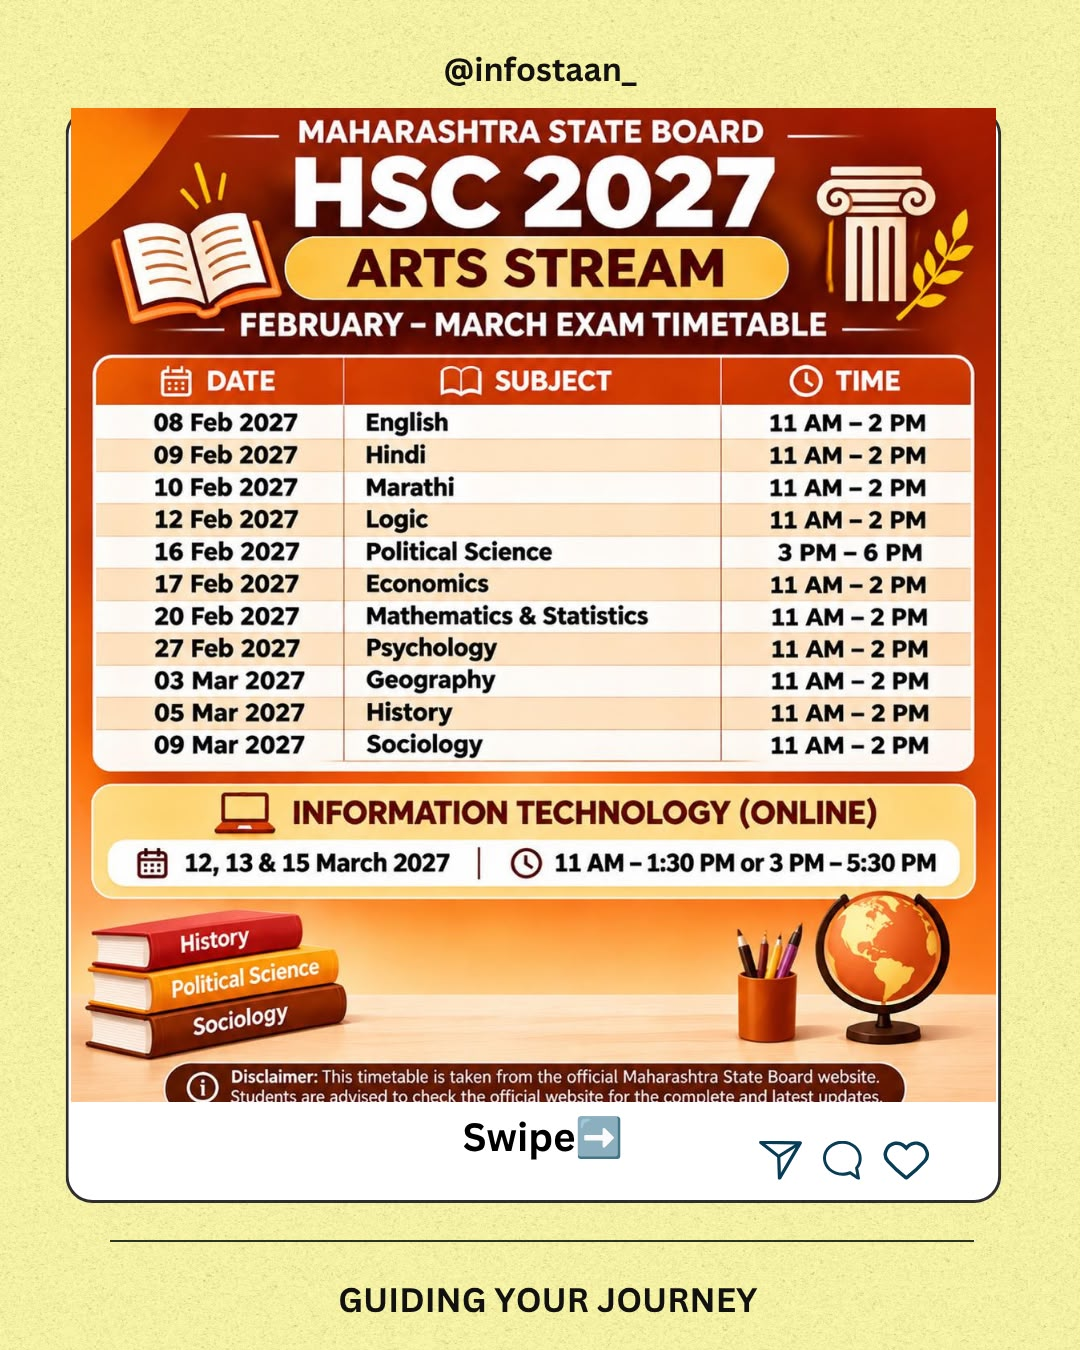 @infostaan_
MAHARASHTRA STATE BOARD
HSC 2027
ARTS STREAM
FEBRUARY – MARCH EXAM TIMETABLE
DATE SUBJECT TIME
08 Feb 2027 English 11 AM – 2 PM
09 Feb 2027 Hindi 11 AM – 2 PM
10 Feb 2027 Marathi 11 AM – 2 PM
12 Feb 2027 Logic 11 AM – 2 PM
16 Feb 2027 Political Science 3 PM – 6 PM
17 Feb 2027 Economics 11 AM – 2 PM
20 Feb 2027 Mathematics & Statistics 11 AM – 2 PM
27 Feb 2027 Psychology 11 AM – 2 PM
03 Mar 2027 Geography 11 AM – 2 PM
05 Mar 2027 History 11 AM – 2 PM
09 Mar 2027 Sociology 11 AM – 2 PM
INFORMATION TECHNOLOGY (ONLINE)
12, 13 & 15 March 2027 | 11 AM – 1:30 PM or 3 PM – 5:30 PM
History
Political Science
Sociology
Disclaimer: This timetable is taken from the official Maharashtra State Board website.
Students are advised to check the official website for the complete and latest updates.
Swipe➡️
GUIDING YOUR JOURNEY